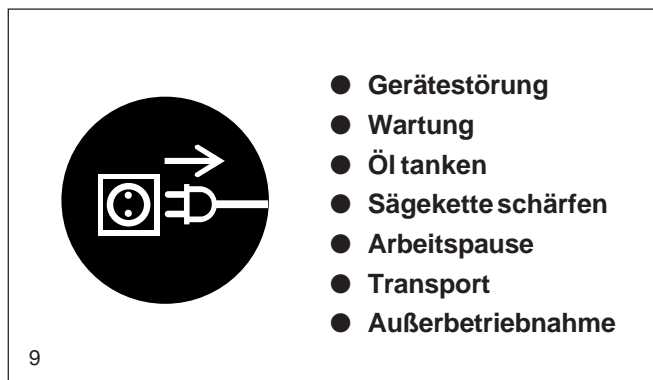 ● Gerätestörung
● Wartung
● Öl tanken
● Sägekette schärfen
● Arbeitspause
● Transport
● Außerbetriebnahme
9